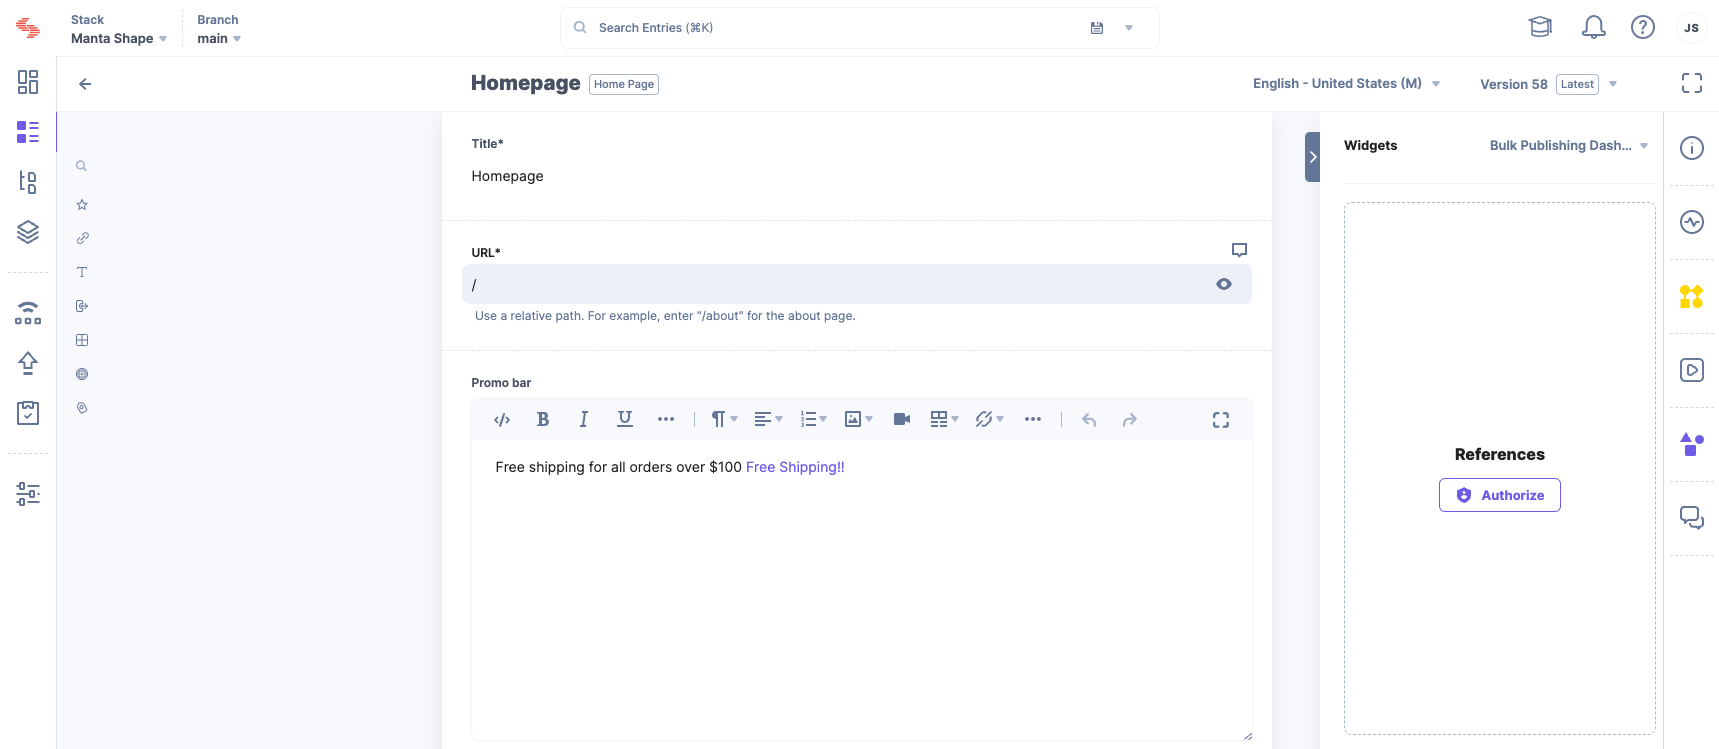 Stack
Manta Shape
Branch
main
Search Entries (⌘K)
JS
Homepage
Home Page
English - United States (M)
Version 58
Latest
Title*
Homepage
URL*
/
Use a relative path. For example, enter "/about" for the about page.
Promo bar
Free shipping for all orders over $100 Free Shipping!!
Widgets
Bulk Publishing Dash...
References
Authorize